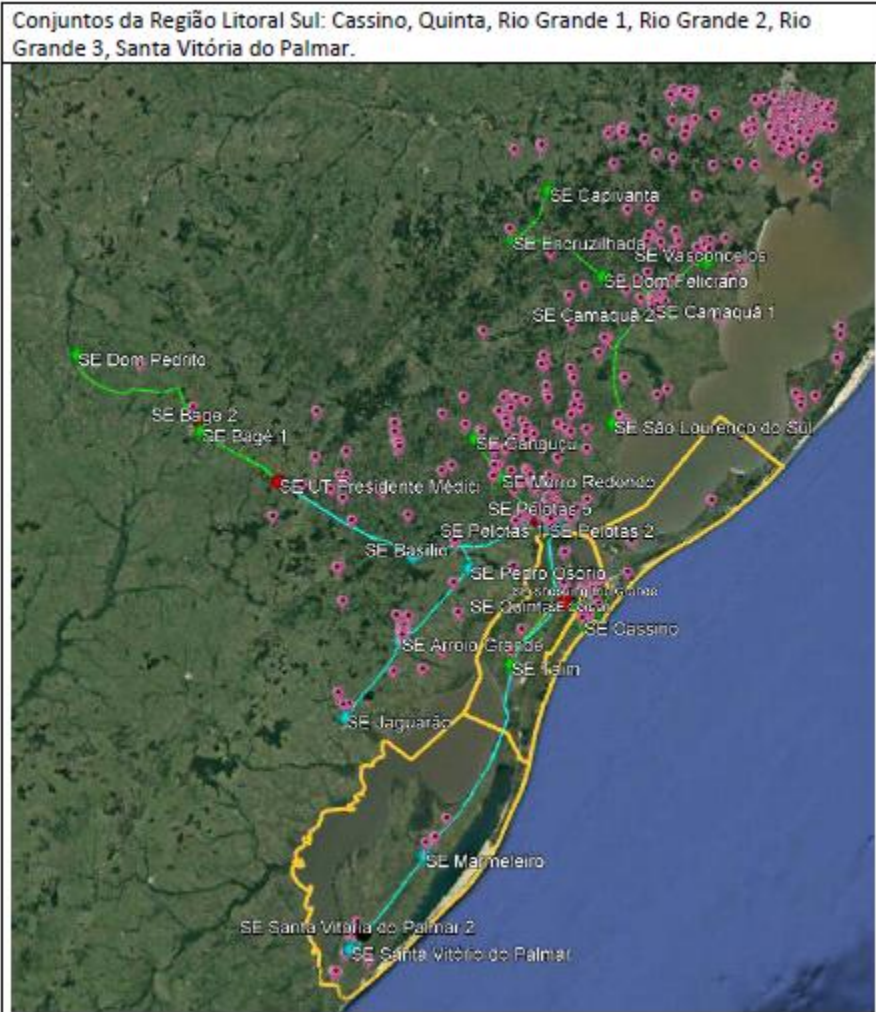 Conjuntos da Região Litoral Sul: Cassino, Quinta, Rio Grande 1, Rio Grande 2, Rio
Grande 3, Santa Vitória do Palmar.
SE Capivarita
SE Encruzilhada
SE Vasconcelos
SE Dom Feliciano
SE Camaquã 2
SE Camaquã 1
SE Dom Pedrito
SE Bagé 2
SE Bagé 1
SE São Lourenço do Sul
SE Canguçu
SE UT Presidente Médici
SE Morro Redondo
SE Pelotas 5
SE Pelotas 1
SE Pelotas 2
SE Basílio
SE Pedro Osório
SE Quinta
SE Cassino
SE Arroio Grande
SE Taim
SE Jaguarão
SE Marmeleiro
SE Santa Vitória do Palmar 2
SE Santa Vitório do Palmar